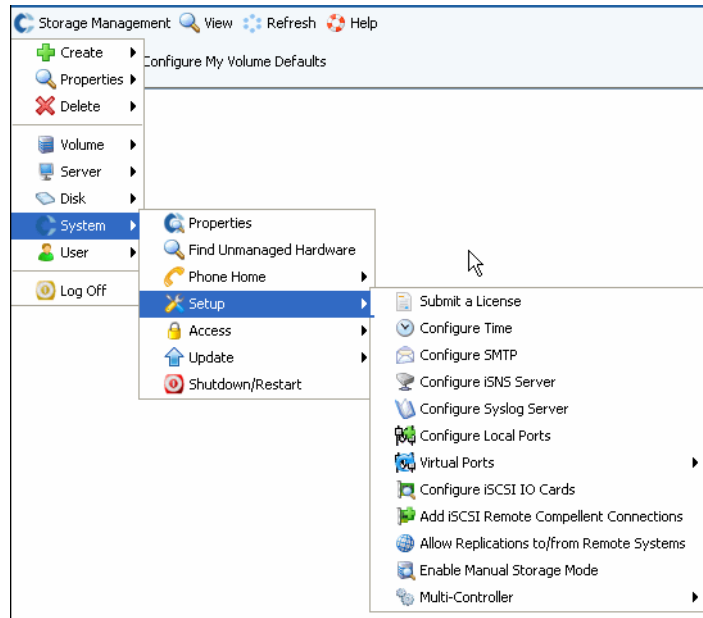 Storage Management View Refresh Help
Create
Configure My Volume Defaults
Properties
Delete
Volume
Server
Disk
System
User
Log Off
Properties
Find Unmanaged Hardware
Phone Home
Setup
Access
Update
Shutdown/Restart
Submit a License
Configure Time
Configure SMTP
Configure iSNS Server
Configure Syslog Server
Configure Local Ports
Virtual Ports
Configure iSCSI IO Cards
Add iSCSI Remote Compellent Connections
Allow Replications to/from Remote Systems
Enable Manual Storage Mode
Multi-Controller